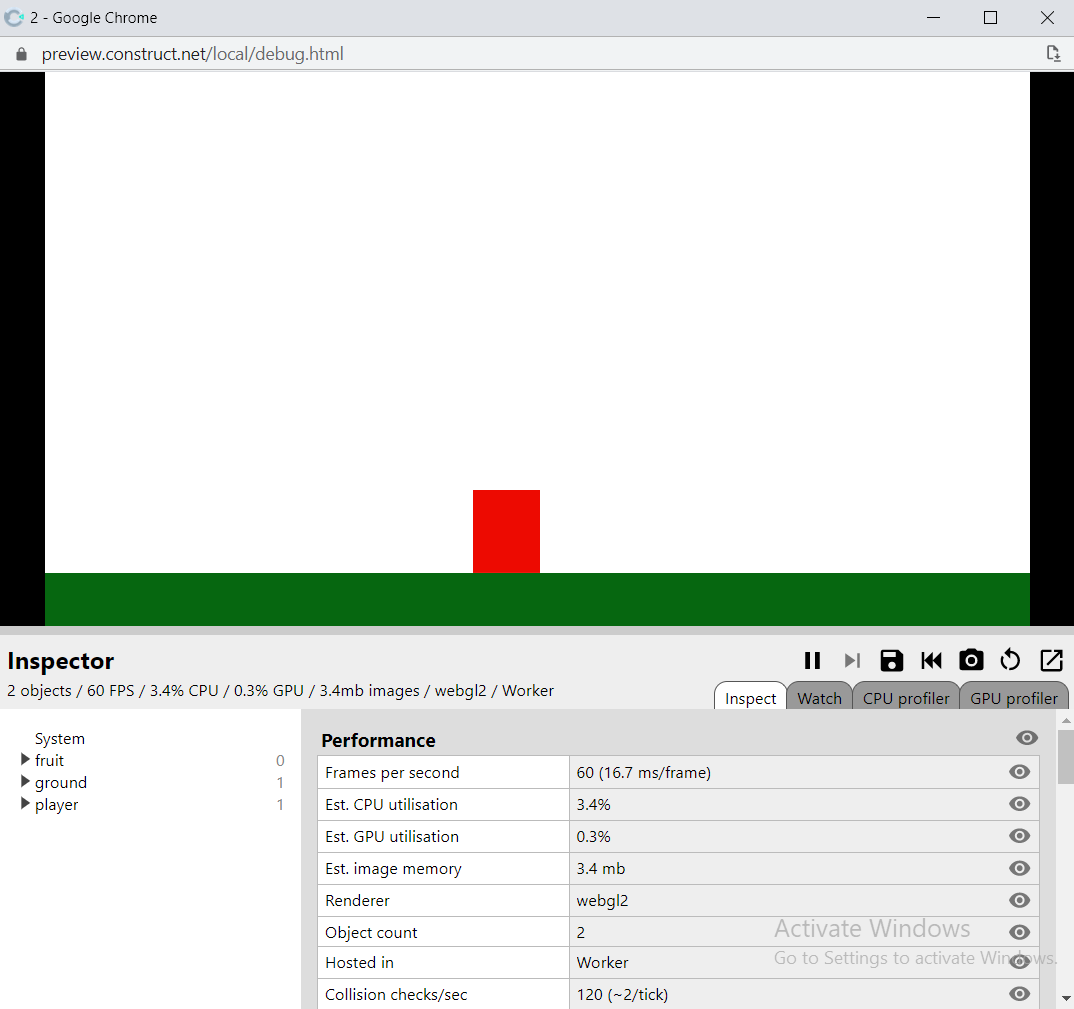 2 - Google Chrome
preview.construct.net/local/debug.html
Inspector
2 objects / 60 FPS / 3.4% CPU / 0.3% GPU / 3.4mb images / webgl2 / Worker
Inspect Watch CPU profiler GPU profiler
System
fruit 0
ground 1
player 1
Performance
Frames per second 60 (16.7 ms/frame)
Est. CPU utilisation 3.4%
Est. GPU utilisation 0.3%
Est. image memory 3.4 mb
Renderer webgl2
Object count 2
Hosted in Worker
Collision checks/sec 120 (~2/tick)
Activate Windows
Go to Settings to activate Windows.